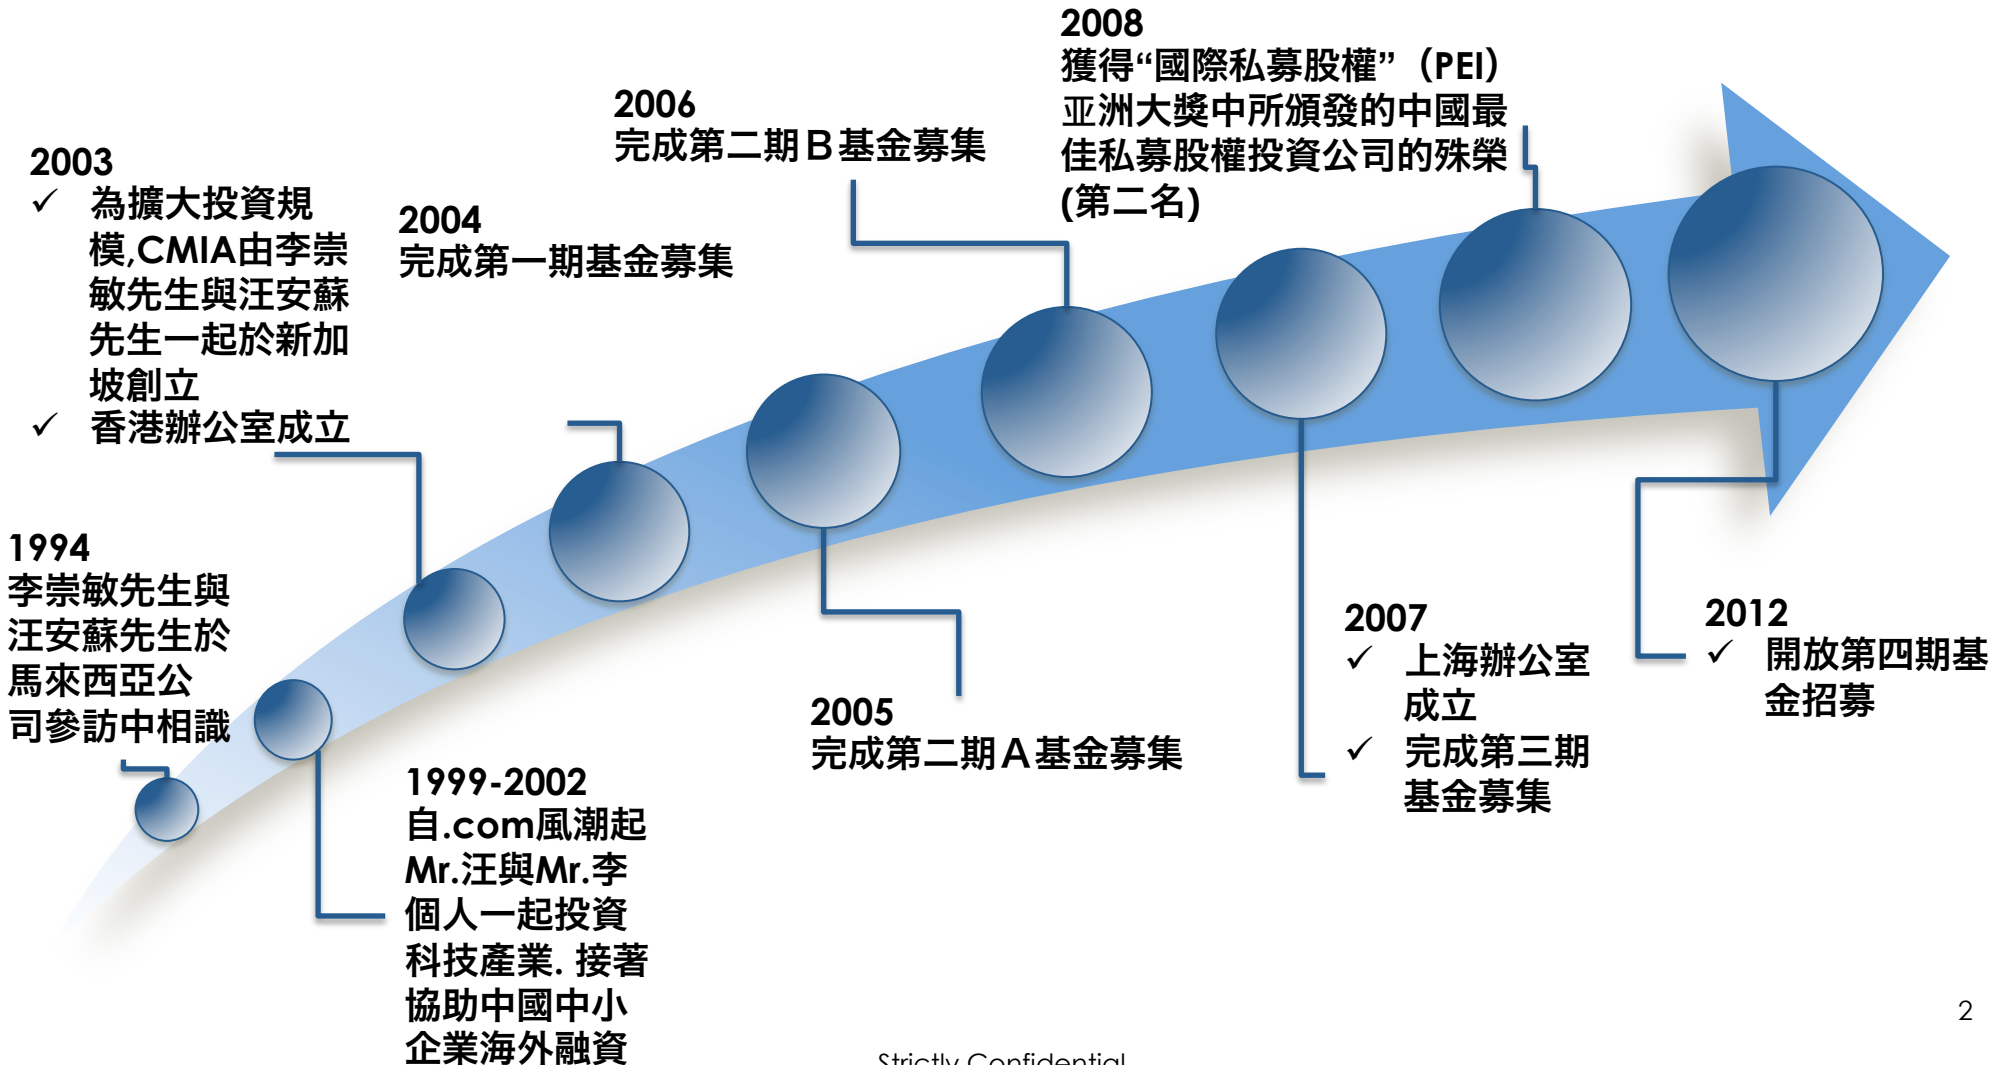 2008
獲得“國際私募股權”（PEI）
亚洲大獎中所頒發的中國最
佳私募股權投資公司的殊榮
(第二名)
2006
完成第二期Ｂ基金募集
2003
✓ 為擴大投資規
模,CMIA由李崇
敏先生與汪安蘇
先生一起於新加
坡創立
✓ 香港辦公室成立
2004
完成第一期基金募集
1994
李崇敏先生與
汪安蘇先生於
馬來西亞公
司參訪中相識
1999-2002
自.com風潮起
Mr.汪與Mr.李
個人一起投資
科技產業. 接著
協助中國中小
企業海外融資
2005
完成第二期Ａ基金募集
2007
✓ 上海辦公室
成立
✓ 完成第三期
基金募集
2012
✓ 開放第四期基
金招募
2
Strictly Confidential